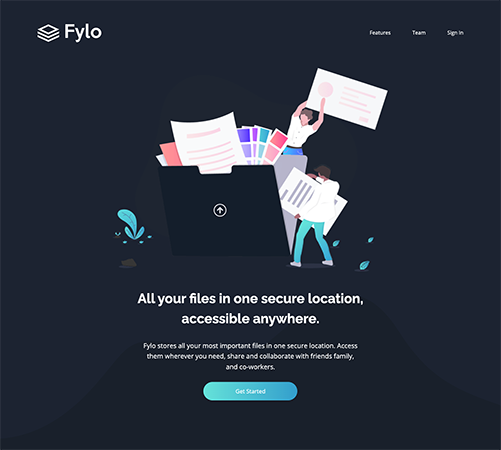 Fylo
Features Team Sign In
All your files in one secure location,
accessible anywhere.
Fylo stores all your most important files in one secure location. Access
them wherever you need, share and collaborate with friends family,
and co-workers.
Get Started